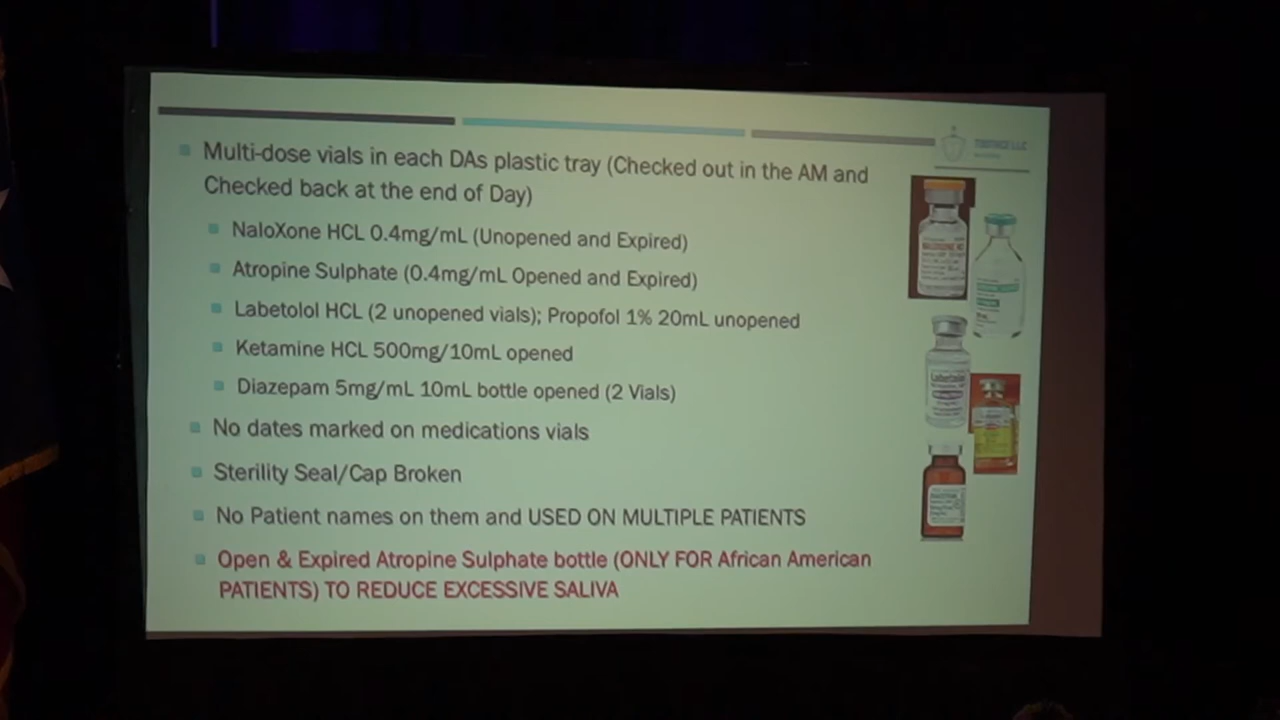 Multi-dose vials in each DAs plastic tray (Checked out in the AM and
Checked back at the end of Day)
NaloXone HCL 0.4mg/mL (Unopened and Expired)
Atropine Sulphate (0.4mg/mL Opened and Expired)
Labetolol HCL (2 unopened vials); Propofol 1% 20mL unopened
Ketamine HCL 500mg/10mL opened
Diazepam 5mg/mL 10mL bottle opened (2 Vials)
No dates marked on medications vials
Sterility Seal/Cap Broken
No Patient names on them and USED ON MULTIPLE PATIENTS
Open & Expired Atropine Sulphate bottle (ONLY FOR African American
PATIENTS) TO REDUCE EXCESSIVE SALIVA
Labetalol